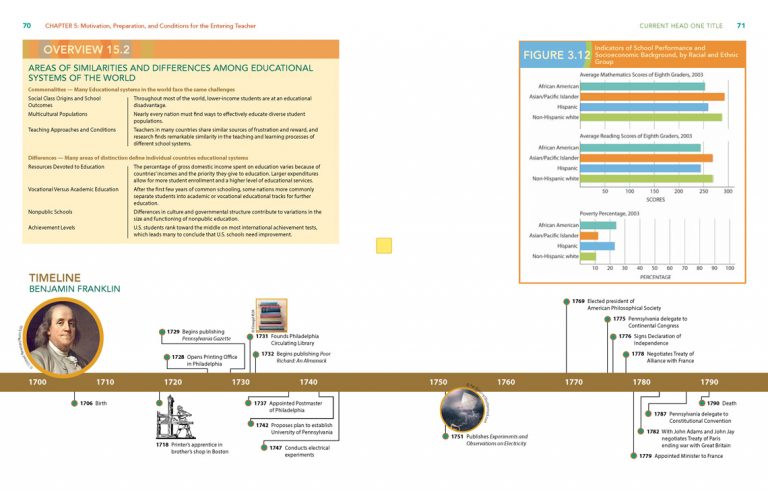 70 CHAPTER 5: Motivation, Preparation, and Conditions for the Entering Teacher
CURRENT HEAD ONE TITLE 71
OVERVIEW 15.2
AREAS OF SIMILARITIES AND DIFFERENCES AMONG EDUCATIONAL
SYSTEMS OF THE WORLD
Commonalities — Many Educational systems in the world face the same challenges
Social Class Origins and School
Outcomes
Throughout most of the world, lower-income students are at an educational
disadvantage.
Multicultural Populations
Nearly every nation must find ways to effectively educate diverse student
populations.
Teaching Approaches and Conditions
Teachers in many countries share similar sources of frustration and reward, and
research finds remarkable similarity in the teaching and learning processes of
different school systems.
Differences — Many areas of distinction define individual countries educational systems
Resources Devoted to Education
The percentage of gross domestic income spent on education varies because of
countries' incomes and the priority they give to education. Larger expenditures
allow for more student enrollment and a higher level of educational services.
Vocational Versus Academic Education
After the first few years of common schooling, some nations more commonly
separate students into academic or vocational educational tracks for further
education.
Nonpublic Schools
Differences in culture and governmental structure contribute to variations in the
size and functioning of nonpublic education.
Achievement Levels
U.S. students rank toward the middle on most international achievement tests,
which leads many to conclude that U.S. schools need improvement.
FIGURE 3.12
Indicators of School Performance and
Socioeconomic Background, by Racial and Ethnic
Group
Average Mathematics Scores of Eighth Graders, 2003
African American
Asian/Pacific Islander
Hispanic
Non-Hispanic white
Average Reading Scores of Eighth Graders, 2003
African American
Asian/Pacific Islander
Hispanic
Non-Hispanic white
50 100 150 200 250 300
SCORES
Poverty Percentage, 2003
African American
Asian/Pacific Islander
Hispanic
Non-Hispanic white
10 20 30 40 50 60 70 80 90 100
PERCENTAGE
TIMELINE
BENJAMIN FRANKLIN
1729 Begins publishing
Pennsylvania Gazette
1728 Opens Printing Office
in Philadelphia
1731 Founds Philadelphia
Circulating Library
1732 Begins publishing Poor
Richard: An Almanack
1769 Elected president of
American Philosophical Society
1775 Pennsylvania delegate to
Continental Congress
1776 Signs Declaration of
Independence
1778 Negotiates Treaty of
Alliance with France
1700 1710 1720 1730 1740 1750 1760 1770 1780 1790
1706 Birth
1718 Printer's apprentice in
brother's shop in Boston
1737 Appointed Postmaster
of Philadelphia
1742 Proposes plan to establish
University of Pennsylvania
1747 Conducts electrical
experiments
1751 Publishes Experiments and
Observations on Electricity
1790 Death
1787 Pennsylvania delegate to
Constitutional Convention
1782 With John Adams and John Jay
negotiates Treaty of Paris
ending war with Great Britain
1779 Appointed Minister to France